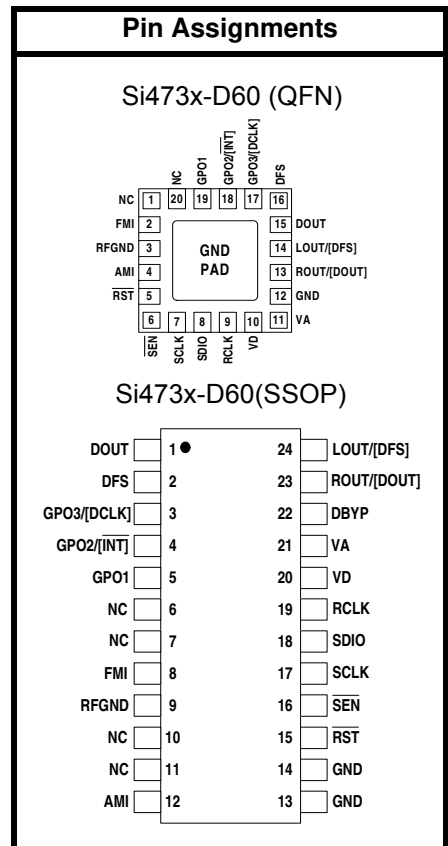 Pin Assignments
Si473x-D60 (QFN)
NC
GPO1
GPO2/[INT]
GPO3/[DCLK]
DFS
NC 1 20 19 18 17 16
FMI 2 15 DOUT
RFGND 3 GND 14 LOUT/[DFS]
AMI 4 PAD 13 ROUT/[DOUT]
RST 5 12 GND
6 7 8 9 10 11 VA
SEN
SCLK
SDIO
RCLK
VD
Si473x-D60(SSOP)
DOUT 1 24 LOUT/[DFS]
DFS 2 23 ROUT/[DOUT]
GPO3/[DCLK] 3 22 DBYP
GPO2/[INT] 4 21 VA
GPO1 5 20 VD
NC 6 19 RCLK
NC 7 18 SDIO
FMI 8 17 SCLK
RFGND 9 16 SEN
NC 10 15 RST
NC 11 14 GND
AMI 12 13 GND